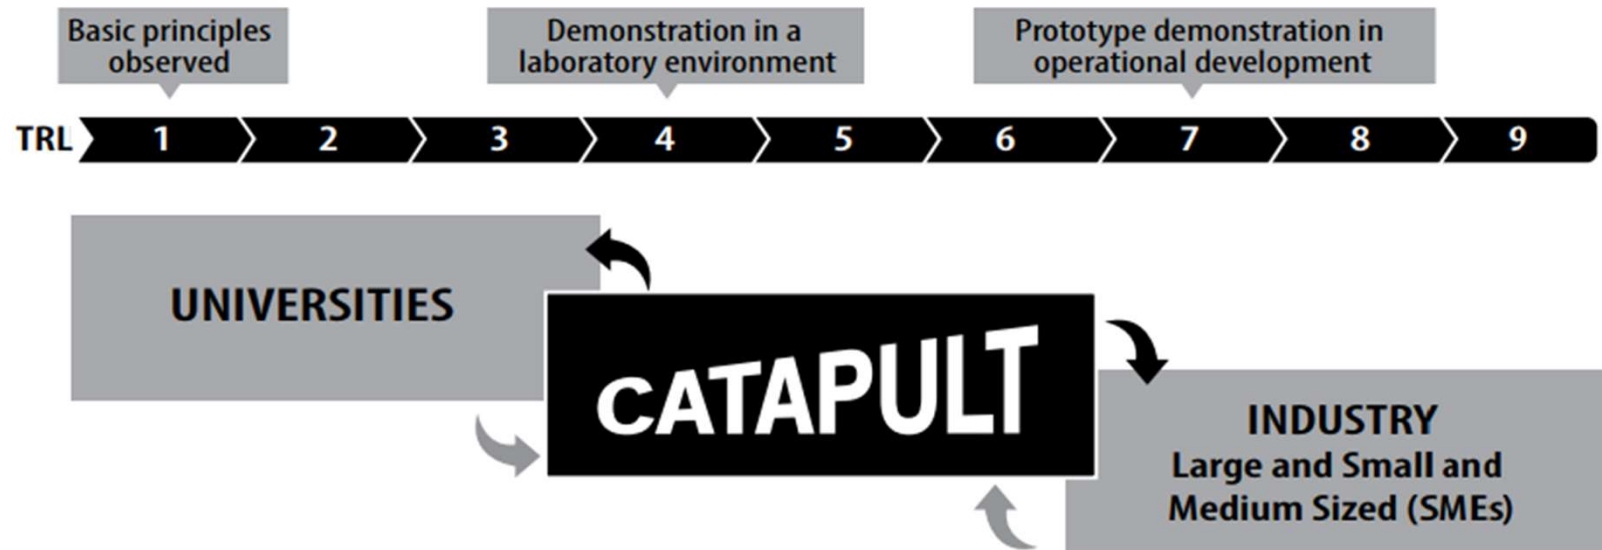 Basic principles
observed
Demonstration in a
laboratory environment
Prototype demonstration in
operational development
TRL 1 2 3 4 5 6 7 8 9
UNIVERSITIES
CATAPULT
INDUSTRY
Large and Small and
Medium Sized (SMEs)